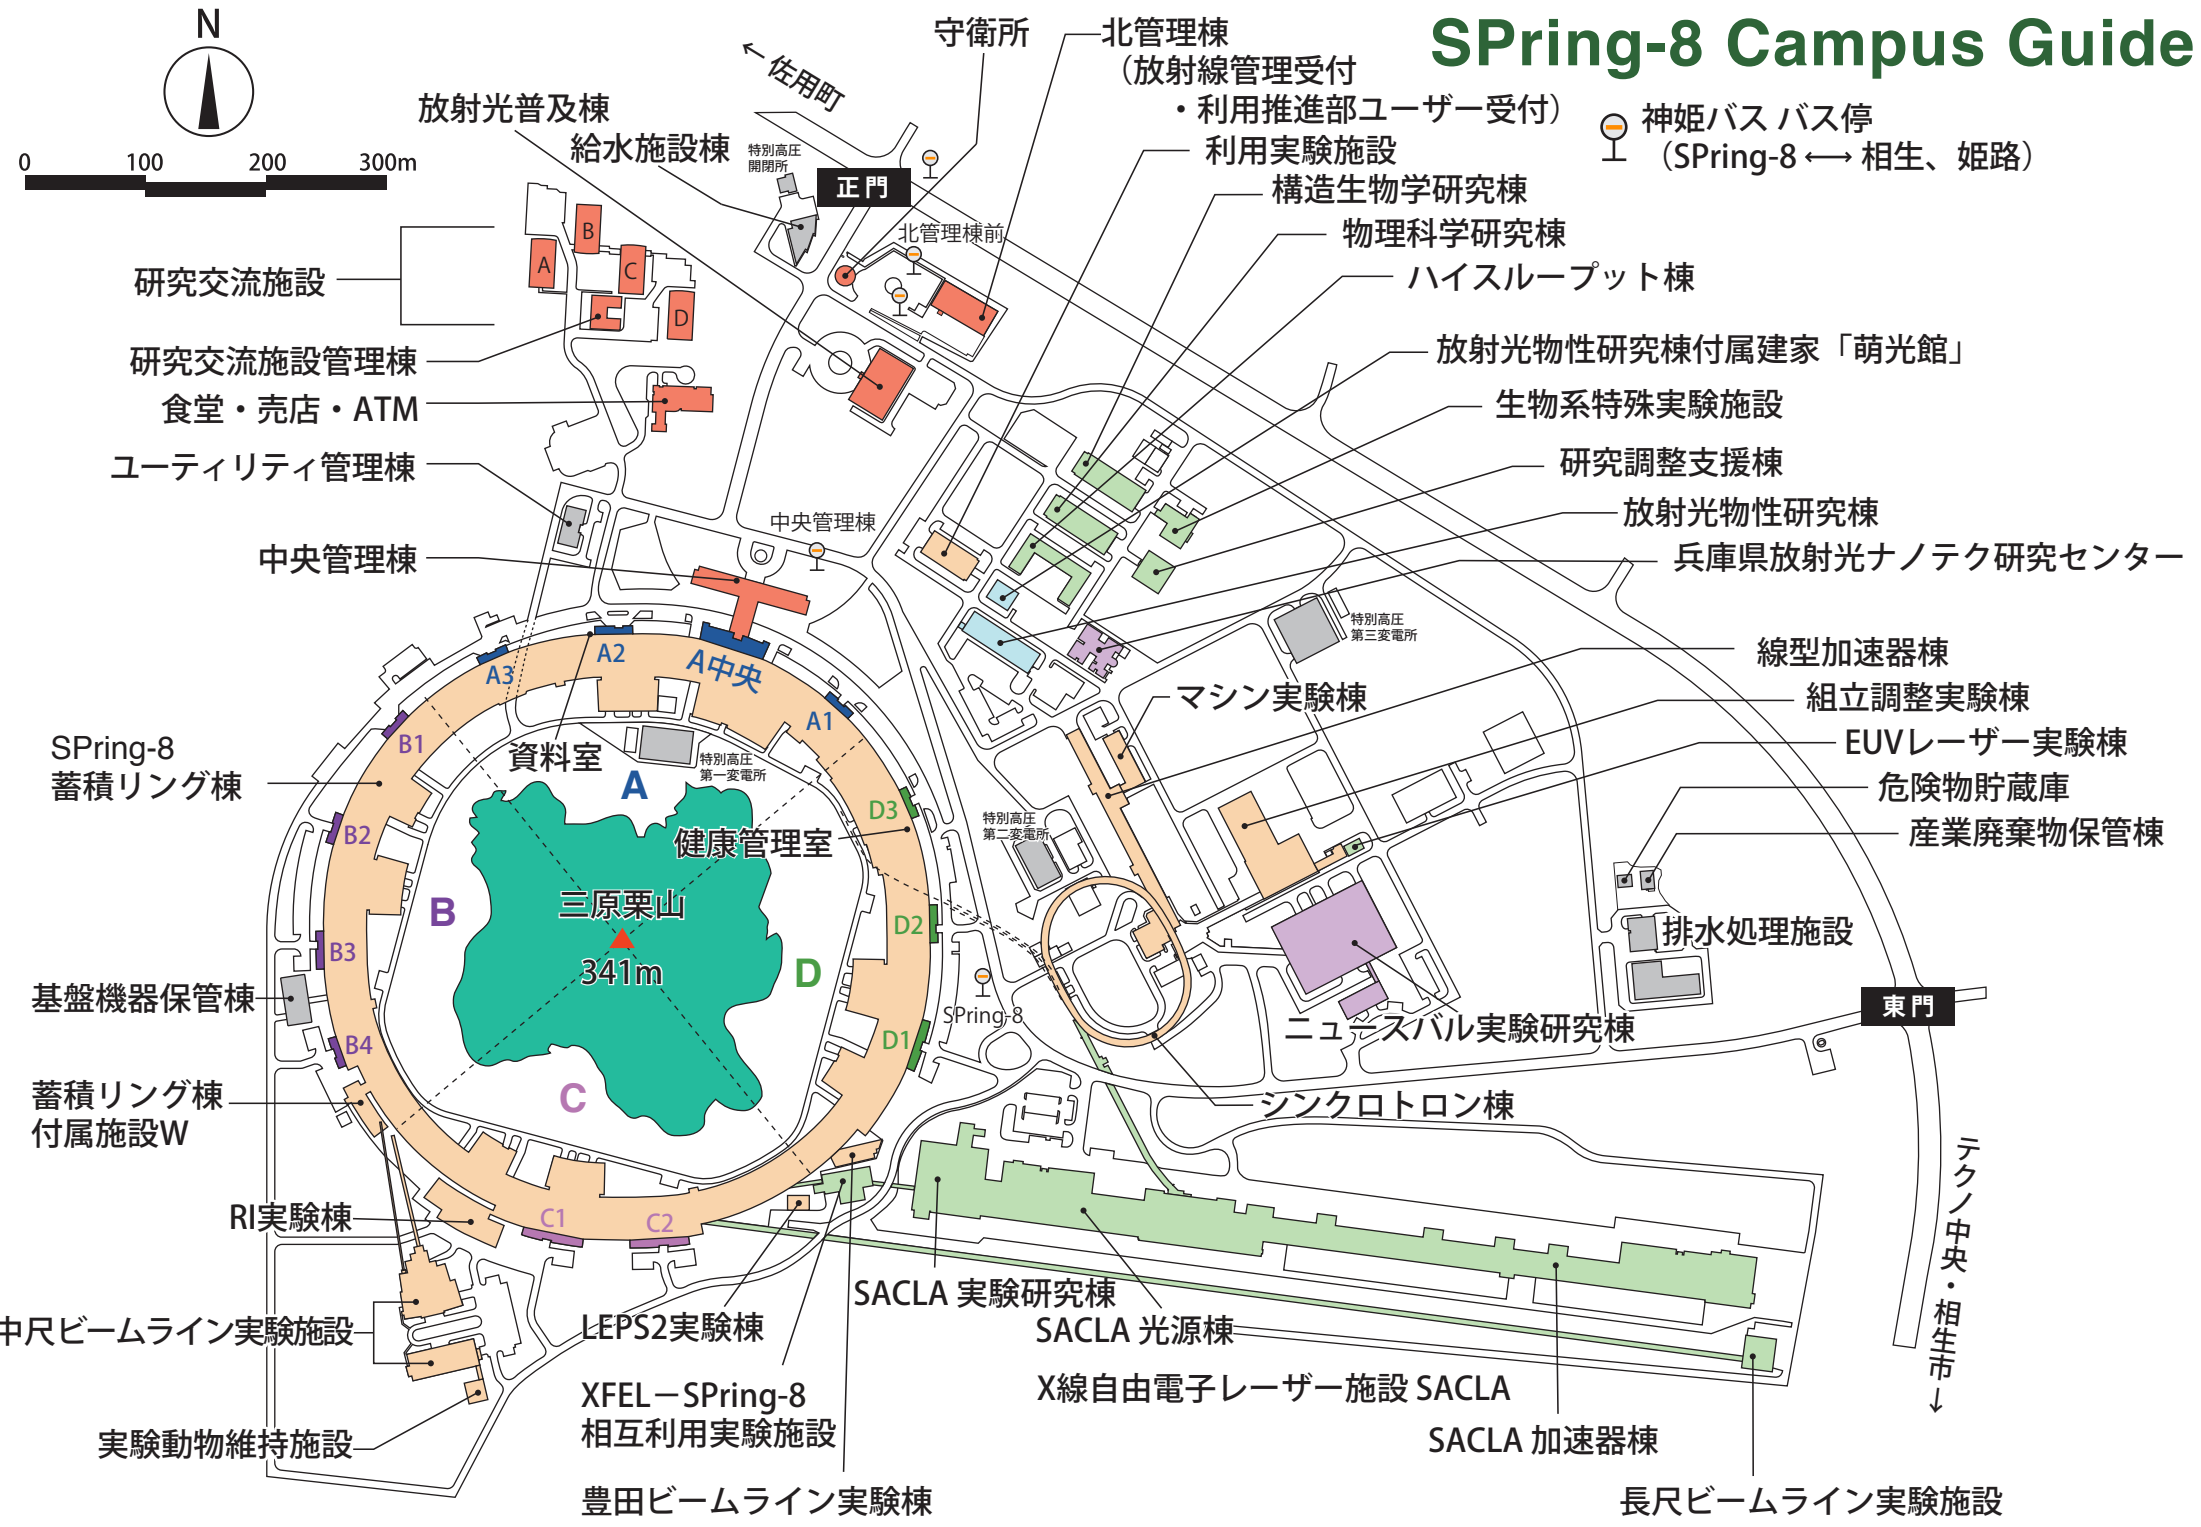 SPring-8 Campus Guide
N
0 100 200 300m
← 佐用町
守衛所
北管理棟
（放射線管理受付
・利用推進部ユーザー受付）
神姫バス バス停
（SPring-8 ⟷ 相生、姫路）
放射光普及棟
給水施設棟
特別高圧
開閉所
正門
北管理棟前
利用実験施設
構造生物学研究棟
物理科学研究棟
ハイスループット棟
放射光物性研究棟付属建家「萌光館」
生物系特殊実験施設
研究調整支援棟
放射光物性研究棟
兵庫県放射光ナノテク研究センター
研究交流施設
A
B
C
D
研究交流施設管理棟
食堂・売店・ATM
ユーティリティ管理棟
中央管理棟
中央管理棟
特別高圧
第三変電所
線型加速器棟
組立調整実験棟
EUVレーザー実験棟
危険物貯蔵庫
産業廃棄物保管棟
マシン実験棟
排水処理施設
東門
SPring-8
蓄積リング棟
A3
A2
A中央
A1
B1
B2
B3
B4
C1
C2
D3
D2
D1
資料室
特別高圧
第一変電所
A
B
C
D
健康管理室
三原栗山
341m
特別高圧
第二変電所
SPring-8
ニュースバル実験研究棟
シンクロトロン棟
基盤機器保管棟
蓄積リング棟
付属施設W
RI実験棟
中尺ビームライン実験施設
実験動物維持施設
LEPS2実験棟
XFEL－SPring-8
相互利用実験施設
豊田ビームライン実験棟
SACLA 実験研究棟
SACLA 光源棟
X線自由電子レーザー施設 SACLA
SACLA 加速器棟
長尺ビームライン実験施設
テクノ中央・相生市↓